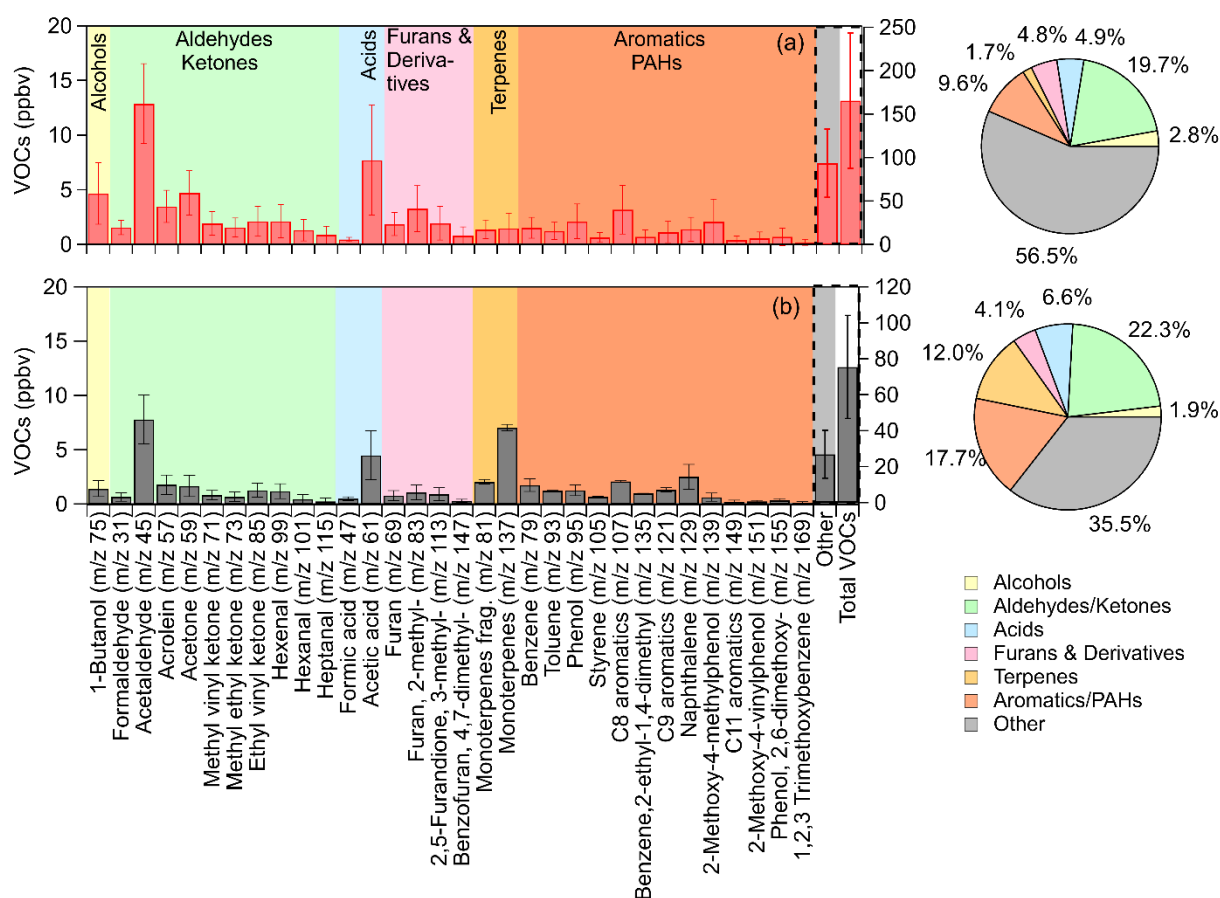 20
15
10
5
0
VOCs (ppbv)
Alcohols
Aldehydes
Ketones
Acids
Furans &
Deriva-
tives
Terpenes
Aromatics
PAHs
(a)
250
200
150
100
50
0
1.7%
4.8%
4.9%
19.7%
9.6%
2.8%
56.5%
20
15
10
5
0
VOCs (ppbv)
(b)
120
100
80
60
40
20
0
4.1%
6.6%
22.3%
12.0%
1.9%
17.7%
35.5%
1-Butanol (m/z 75)
Formaldehyde (m/z 31)
Acetaldehyde (m/z 45)
Acrolein (m/z 57)
Acetone (m/z 59)
Methyl vinyl ketone (m/z 71)
Methyl ethyl ketone (m/z 73)
Ethyl vinyl ketone (m/z 85)
Hexenal (m/z 99)
Hexanal (m/z 101)
Heptanal (m/z 115)
Formic acid (m/z 47)
Acetic acid (m/z 61)
Furan (m/z 69)
Furan, 2-methyl- (m/z 83)
2,5-Furandione, 3-methyl- (m/z 113)
Benzofuran, 4,7-dimethyl- (m/z 147)
Monoterpenes frag. (m/z 81)
Monoterpenes (m/z 137)
Benzene (m/z 79)
Toluene (m/z 93)
Phenol (m/z 95)
Styrene (m/z 105)
C8 aromatics (m/z 107)
Benzene,2-ethyl-1,4-dimethyl (m/z 135)
C9 aromatics (m/z 121)
Naphthalene (m/z 129)
2-Methoxy-4-methylphenol (m/z 139)
C11 aromatics (m/z 149)
2-Methoxy-4-vinylphenol (m/z 151)
Phenol, 2,6-dimethoxy- (m/z 155)
1,2,3 Trimethoxybenzene (m/z 169)
Other
Total VOCs
Alcohols
Aldehydes/Ketones
Acids
Furans & Derivatives
Terpenes
Aromatics/PAHs
Other